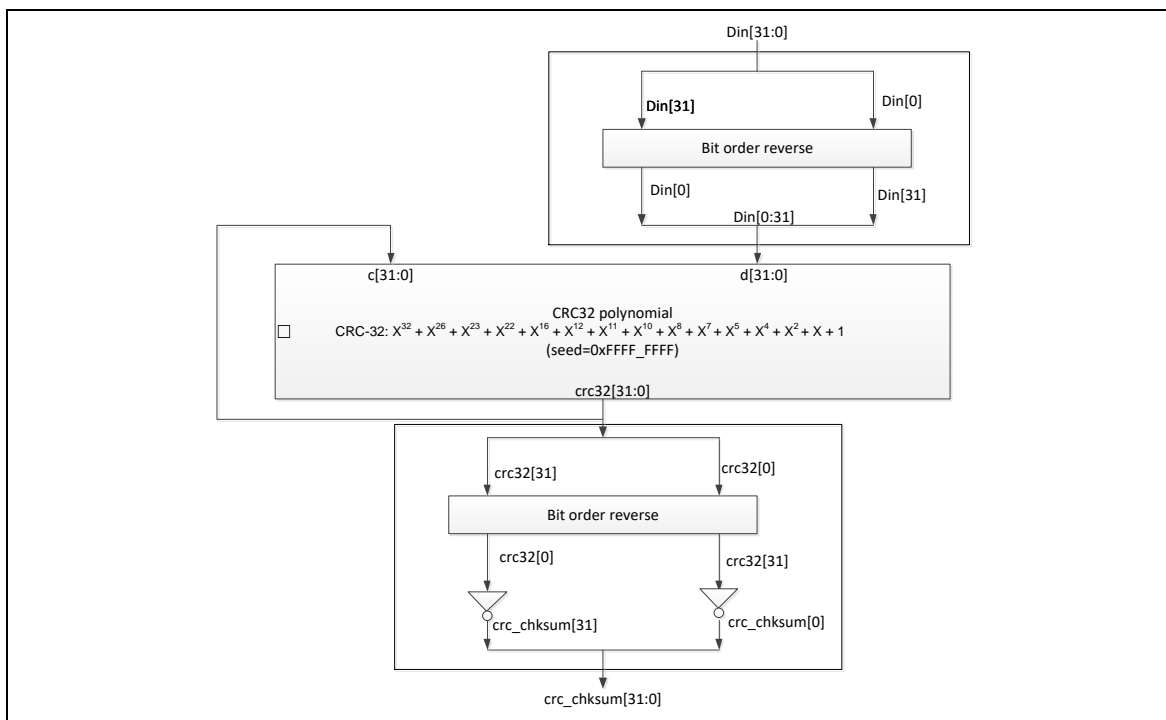 Din[31:0]
Din[31]
Din[0]
Bit order reverse
Din[0]
Din[31]
Din[0:31]
c[31:0]
d[31:0]
CRC32 polynomial
CRC-32: X³² + X²⁶ + X²³ + X²² + X¹⁶ + X¹² + X¹¹ + X¹⁰ + X⁸ + X⁷ + X⁵ + X⁴ + X² + X + 1
(seed=0xFFFF_FFFF)
crc32[31:0]
crc32[31]
crc32[0]
Bit order reverse
crc32[0]
crc32[31]
crc_chksum[31]
crc_chksum[0]
crc_chksum[31:0]